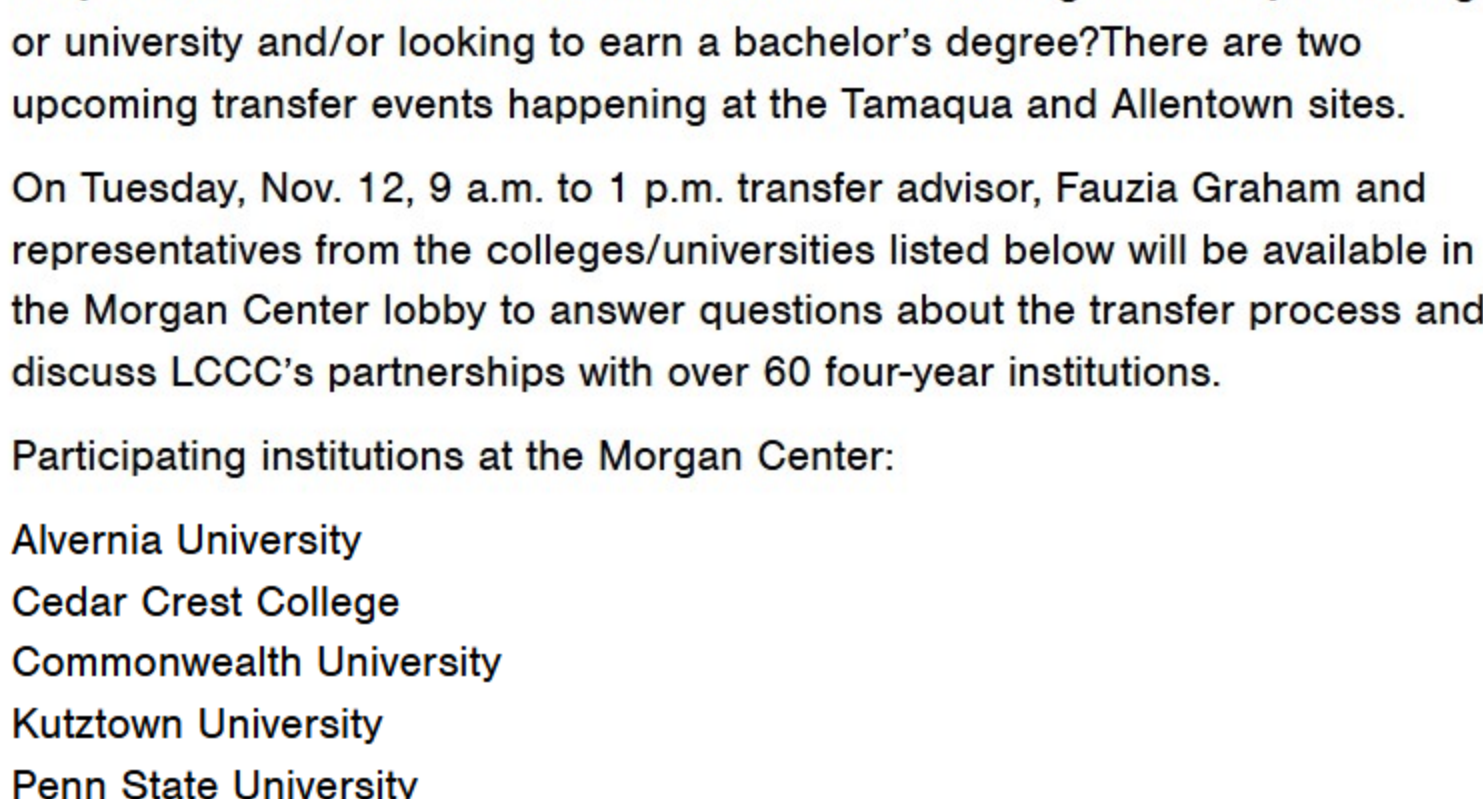 or university and/or looking to earn a bachelor’s degree?There are two
upcoming transfer events happening at the Tamaqua and Allentown sites.
On Tuesday, Nov. 12, 9 a.m. to 1 p.m. transfer advisor, Fauzia Graham and
representatives from the colleges/universities listed below will be available in
the Morgan Center lobby to answer questions about the transfer process and
discuss LCCC’s partnerships with over 60 four-year institutions.
Participating institutions at the Morgan Center:
Alvernia University
Cedar Crest College
Commonwealth University
Kutztown University
Penn State University